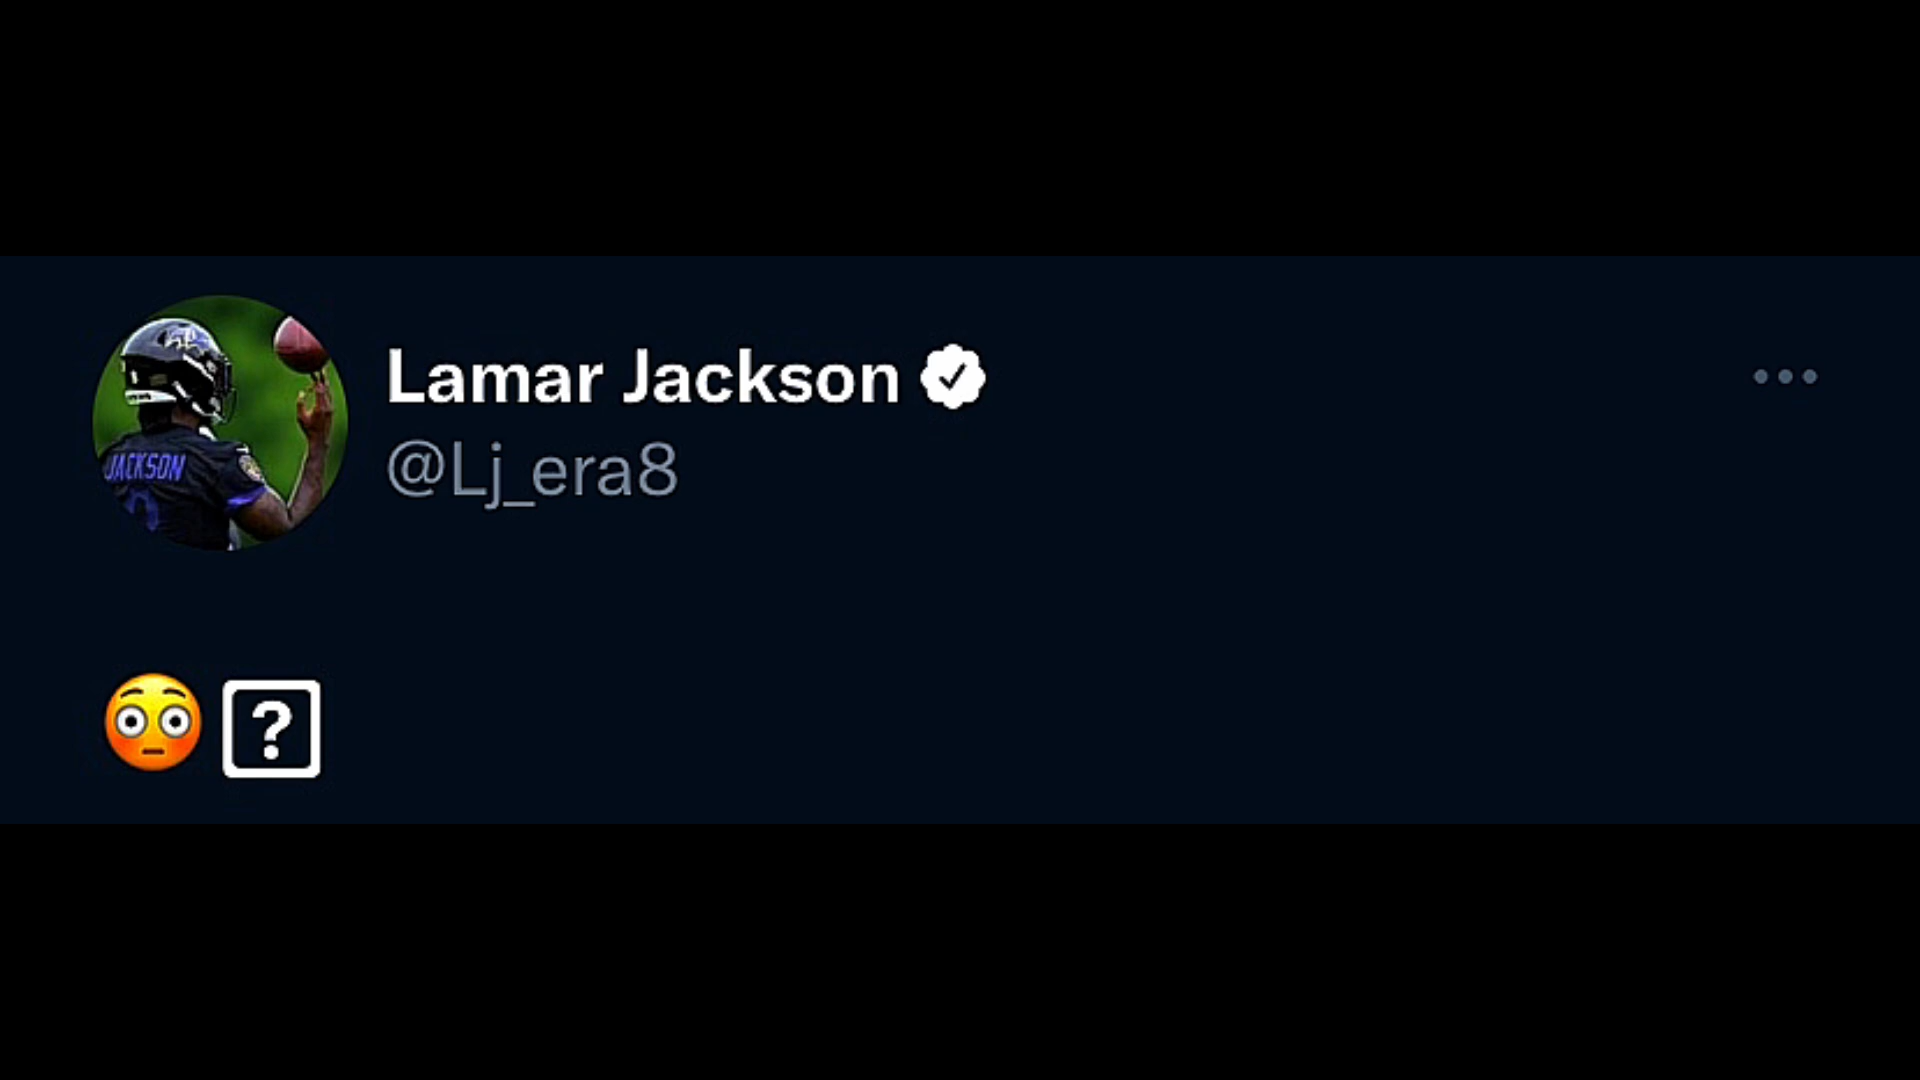 Lamar Jackson
@Lj_era8
JACKSON
😳 ?